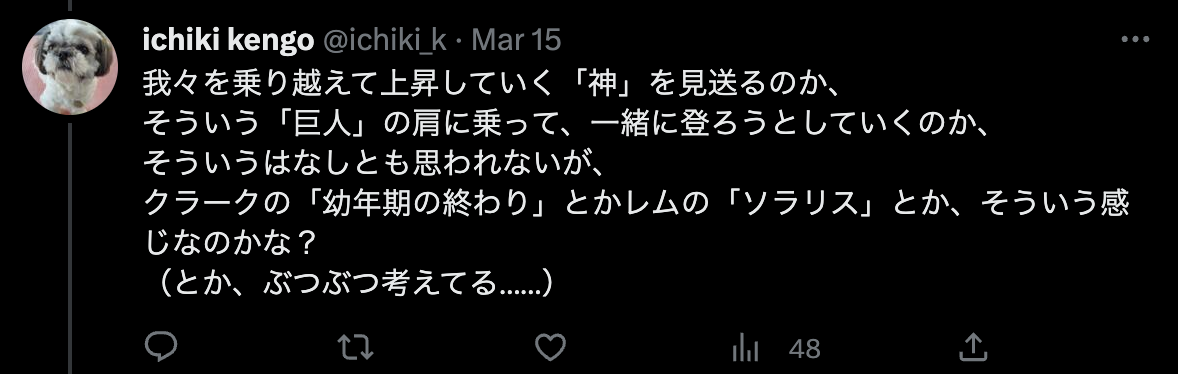 ichiki kengo @ichiki_k · Mar 15
我々を乗り越えて上昇していく「神」を見送るのか、
そういう「巨人」の肩に乗って、一緒に登ろうとしていくのか、
そういうはなしとも思われないが、
クラークの「幼年期の終わり」とかレムの「ソラリス」とか、そういう感
じなのかな？
（とか、ぶつぶつ考えてる......）
48